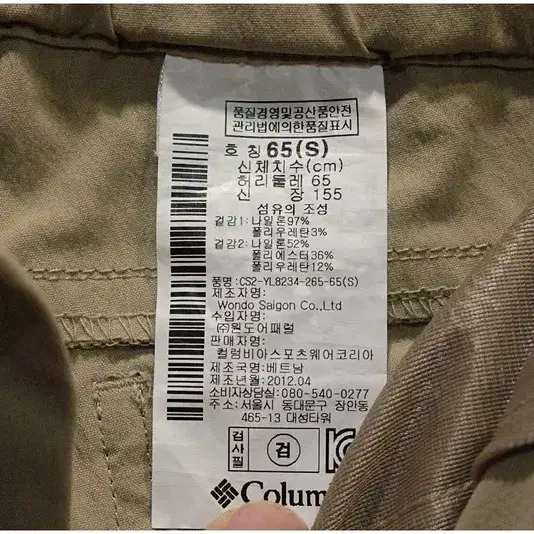 품질경영및공산품안전
관리법에의한품질표시
호 칭 65(S)
신체치수(cm)
허리둘레 65
신 장 155
섬유의 조성
겉감1: 나일론97%
폴리우레탄3%
겉감2: 나일론52%
폴리에스터36%
폴리우레탄12%
품명: CS2-YL8234-265-65(S)
제조자명:
Wondo Saigon Co.,Ltd
수입자명:
㈜원도어패럴
판매자명:
컬럼비아스포츠웨어코리아
제조국명:베트남
제조년월:2012.04
소비자상담실:080-540-0277
주소:서울시 동대문구 장안동
465-13 대성타워
검사필
검
Colum